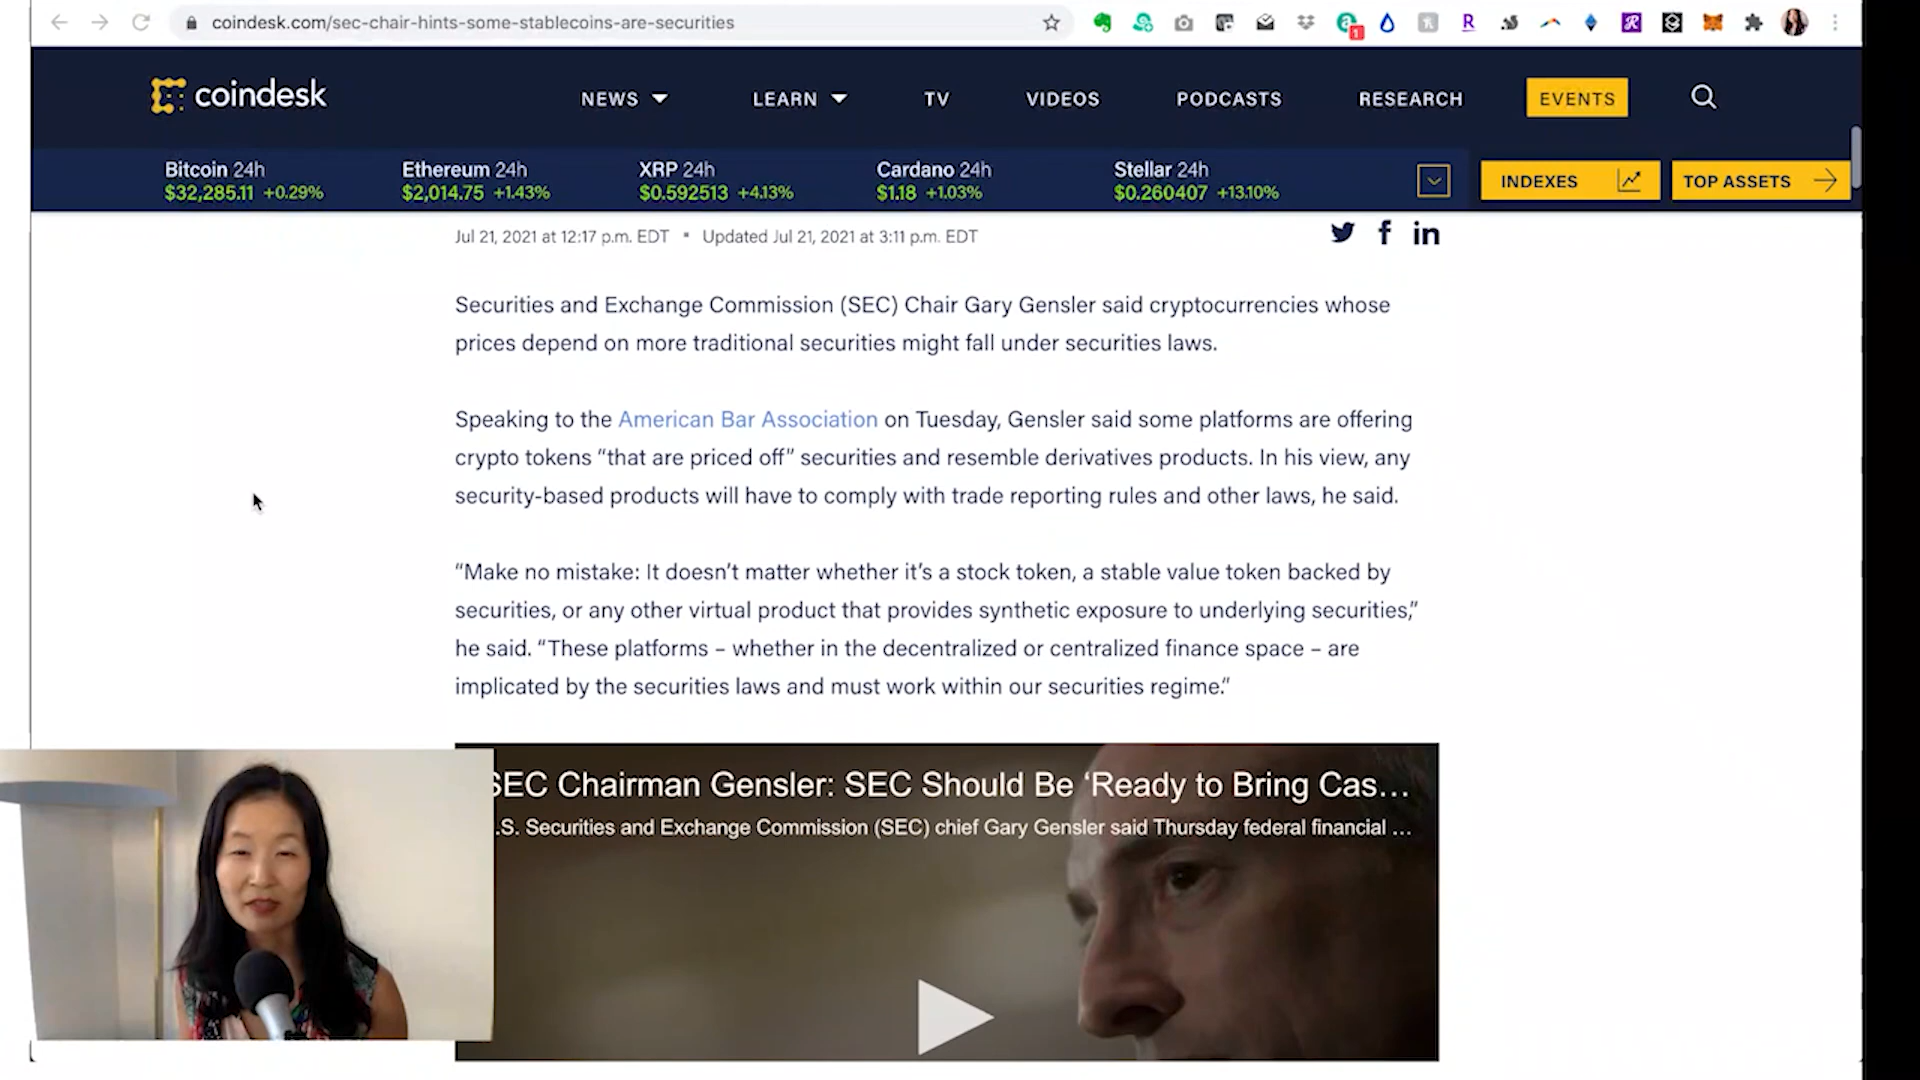 coindesk.com/sec-chair-hints-some-stablecoins-are-securities
coindesk
NEWS
LEARN
TV
VIDEOS
PODCASTS
RESEARCH
EVENTS
Bitcoin 24h
$32,285.11 +0.29%
Ethereum 24h
$2,014.75 +1.43%
XRP 24h
$0.592513 +4.13%
Cardano 24h
$1.18 +1.03%
Stellar 24h
$0.260407 +13.10%
INDEXES
TOP ASSETS
Jul 21, 2021 at 12:17 p.m. EDT ▪ Updated Jul 21, 2021 at 3:11 p.m. EDT
Securities and Exchange Commission (SEC) Chair Gary Gensler said cryptocurrencies whose
prices depend on more traditional securities might fall under securities laws.
Speaking to the American Bar Association on Tuesday, Gensler said some platforms are offering
crypto tokens “that are priced off” securities and resemble derivatives products. In his view, any
security-based products will have to comply with trade reporting rules and other laws, he said.
“Make no mistake: It doesn’t matter whether it’s a stock token, a stable value token backed by
securities, or any other virtual product that provides synthetic exposure to underlying securities,”
he said. “These platforms – whether in the decentralized or centralized finance space – are
implicated by the securities laws and must work within our securities regime.”
SEC Chairman Gensler: SEC Should Be ‘Ready to Bring Cas...
.S. Securities and Exchange Commission (SEC) chief Gary Gensler said Thursday federal financial ...